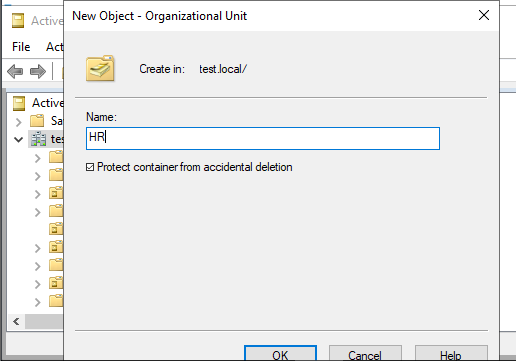 Active
New Object - Organizational Unit
File
Act
Create in: test.local/
Active
Sa
tes
Name:
HR
Protect container from accidental deletion
OK
Cancel
Help